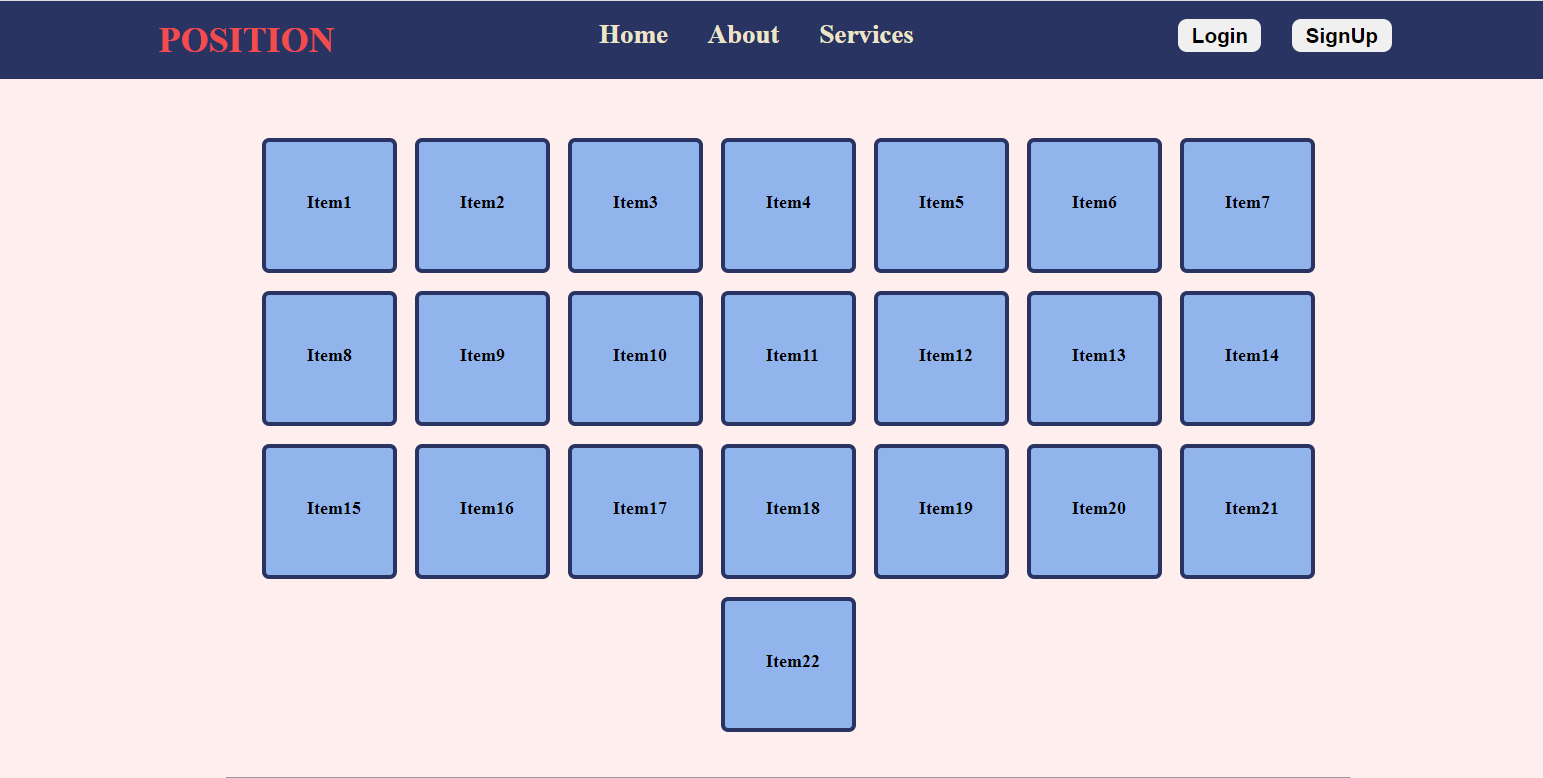 POSITION Home About Services Login SignUp
Item1 Item2 Item3 Item4 Item5 Item6 Item7
Item8 Item9 Item10 Item11 Item12 Item13 Item14
Item15 Item16 Item17 Item18 Item19 Item20 Item21
Item22